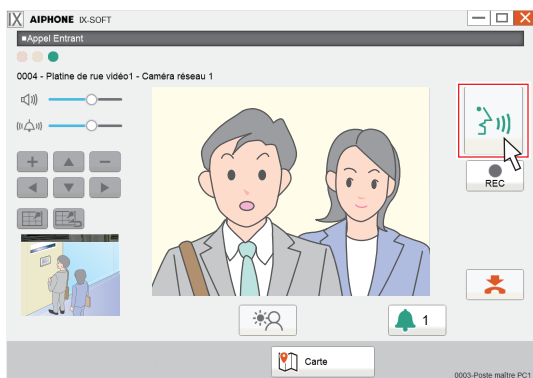 AIPHONE IX-SOFT
■Appel Entrant
0004 - Platine de rue vidéo1 - Caméra réseau 1
REC
1
Carte
0003-Poste maître PC1